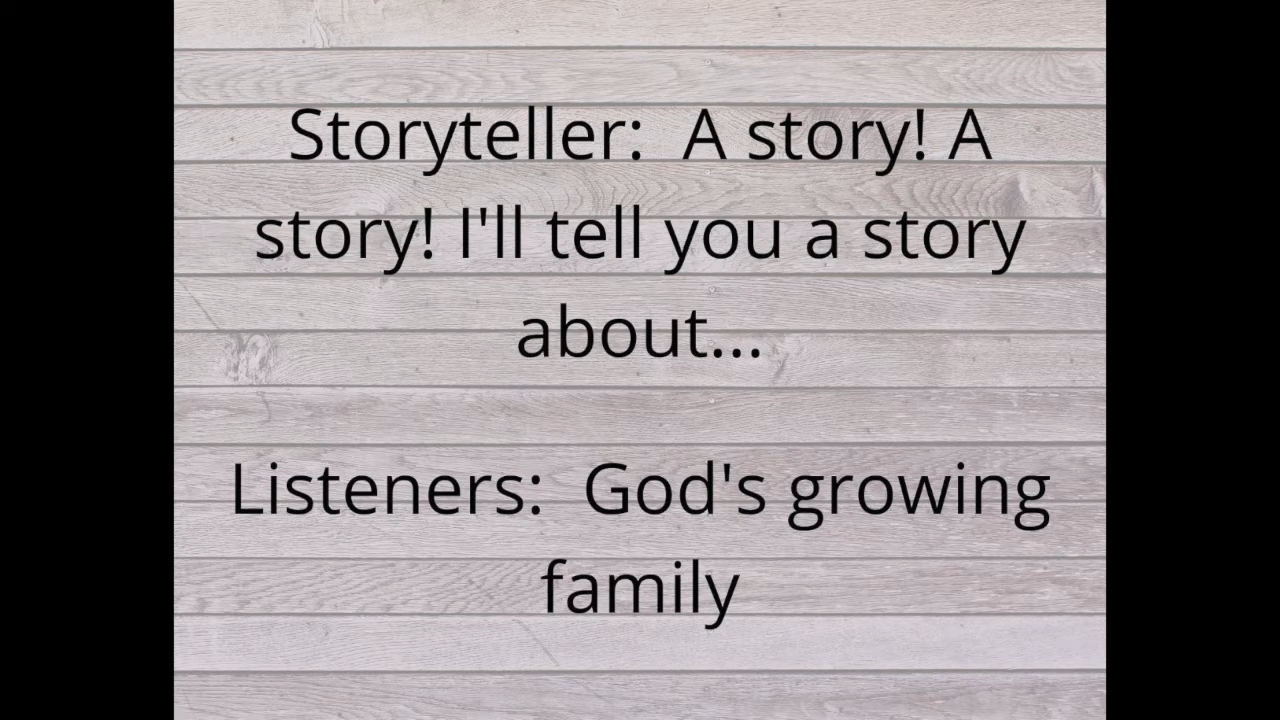 Storyteller:  A story! A
story! I'll tell you a story
about...
Listeners:  God's growing
family